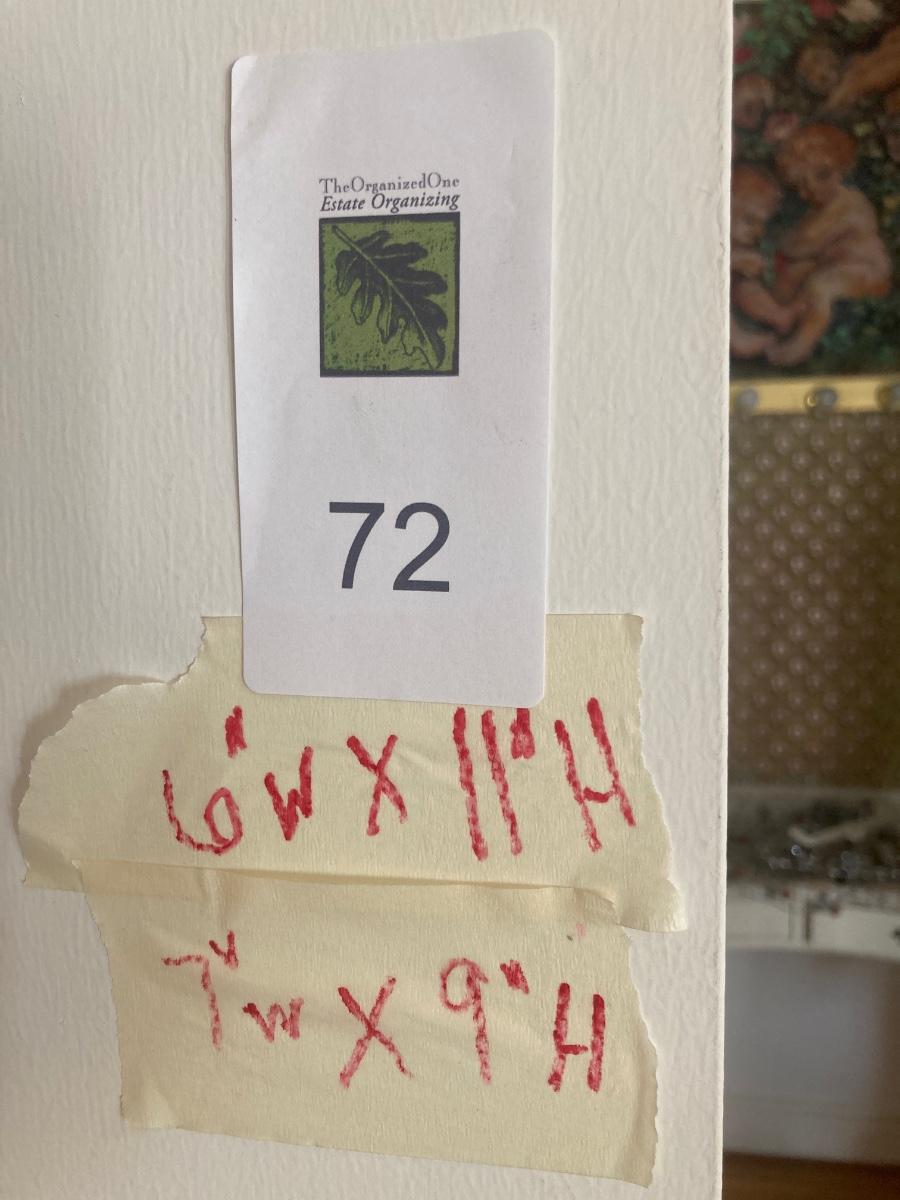 TheOrganizedOne
Estate Organizing
72
6" W X 11" H
7" W X 9" H